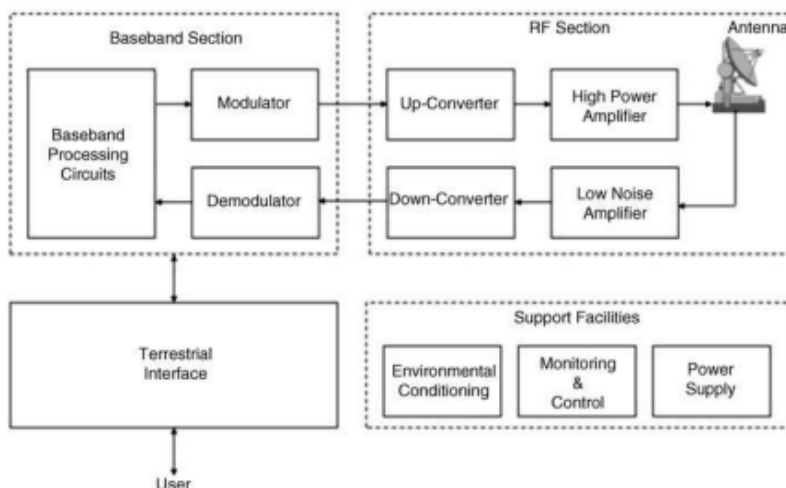 Baseband Section
Baseband
Processing
Circuits
Modulator
Demodulator
RF Section
Antenna
Up-Converter
High Power
Amplifier
Down-Converter
Low Noise
Amplifier
Terrestrial
Interface
User
Support Facilities
Environmental
Conditioning
Monitoring
&
Control
Power
Supply